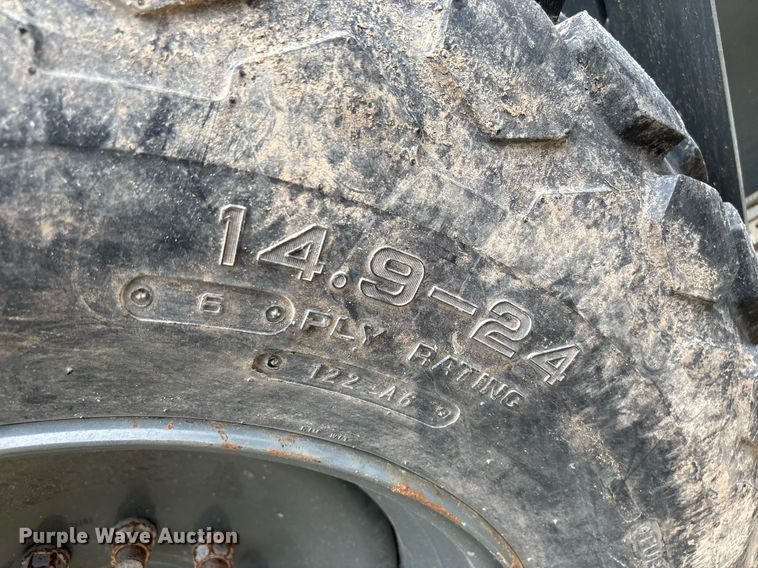 14.9-24
6 PLY RATING
122-A6
Purple Wave Auction